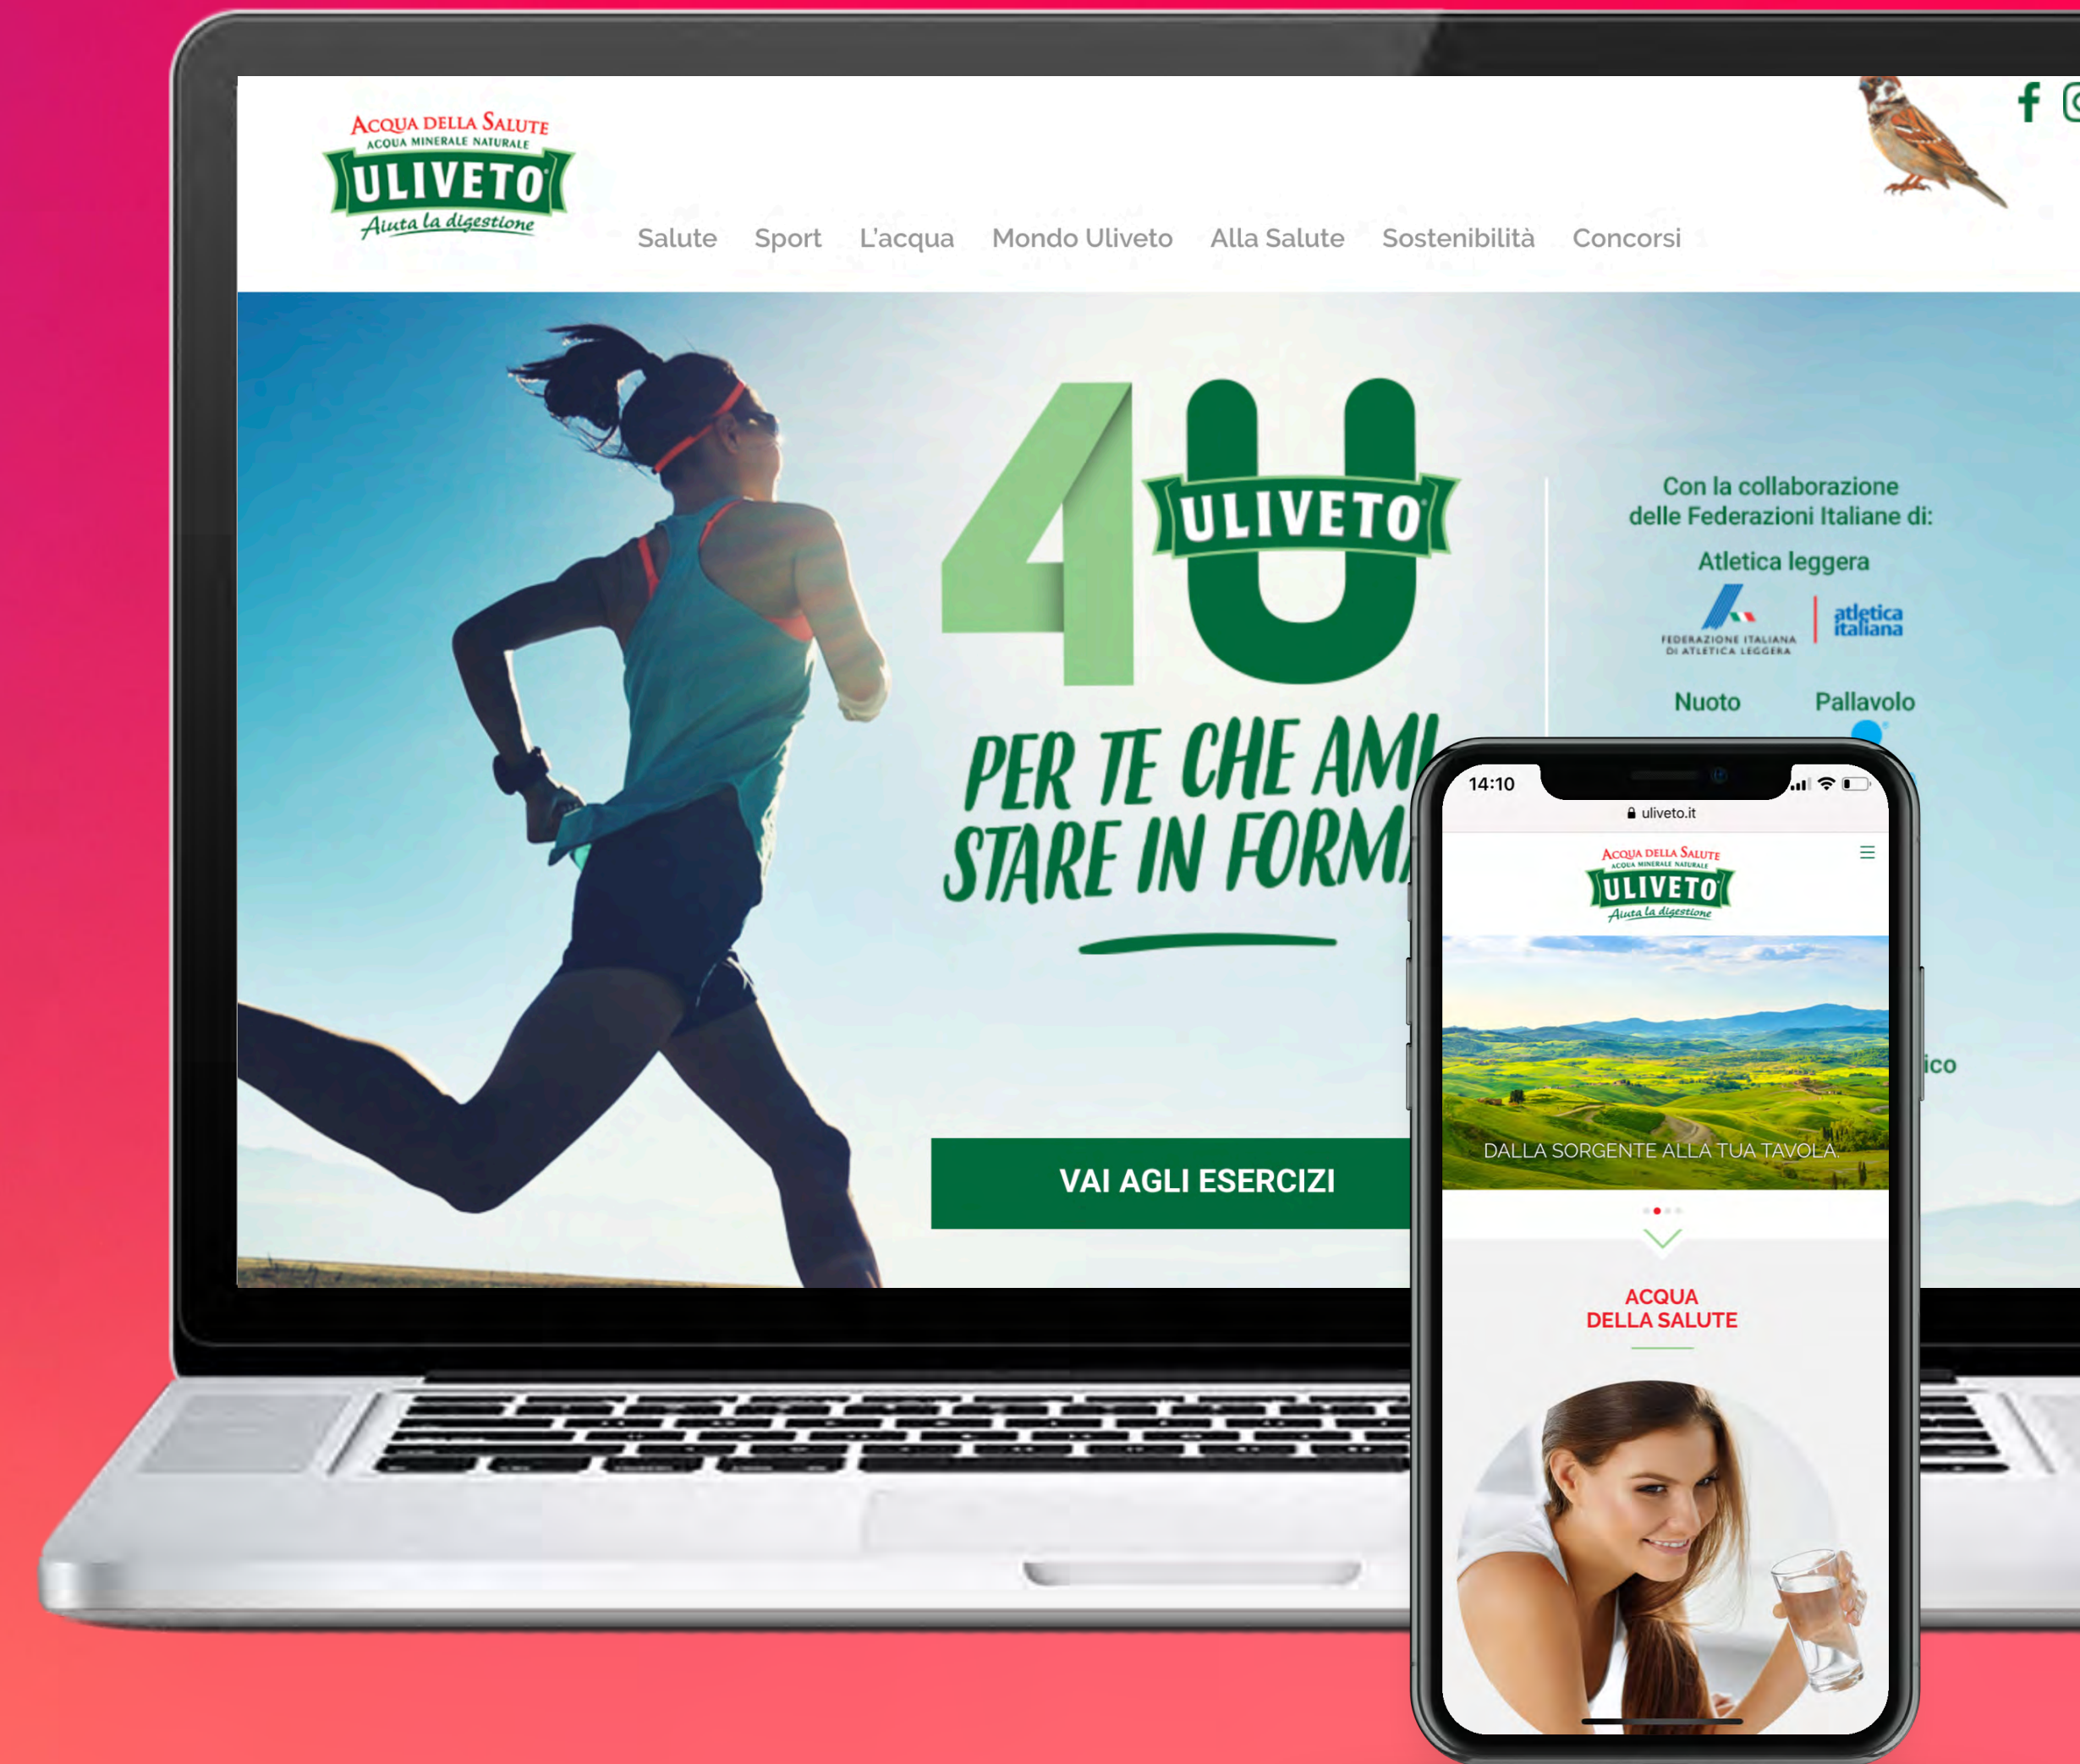 ACQUA DELLA SALUTE
ACQUA MINERALE NATURALE
ULIVETO
Aiuta la digestione
Salute Sport L'acqua Mondo Uliveto Alla Salute Sostenibilità Concorsi
4U
ULIVETO
PER TE CHE AMI
STARE IN
VAI AGLI ESERCIZI
Con la collaborazione
delle Federazioni Italiane di:
Atletica leggera
FEDERAZIONE ITALIANA
DI ATLETICA LEGGERA
atletica
italiana
Nuoto Pallavolo
14:10
uliveto.it
ACQUA DELLA SALUTE
ACQUA MINERALE NATURALE
ULIVETO
Aiuta la digestione
DALLA SORGENTE ALLA TUA TAVOLA.
ACQUA
DELLA SALUTE